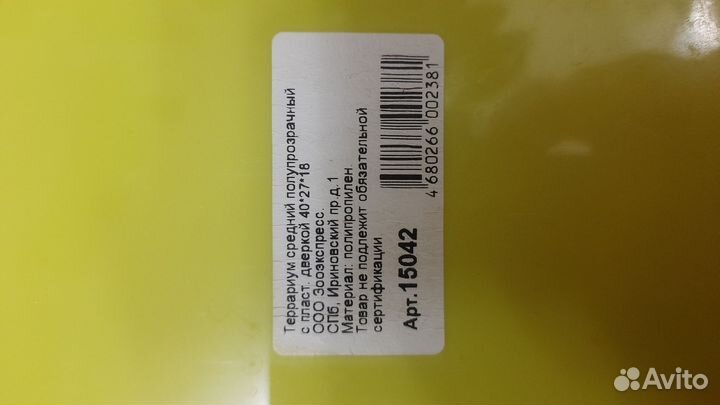 Террариум средний полупрозрачный
с пласт. дверкой 40*27*18
ООО Зооэкспресс.
СПб, Ириновский пр.д.1
Материал: полипропилен.
Товар не подлежит обязательной
сертификации
Арт.15042
4 680266 002381
Avito